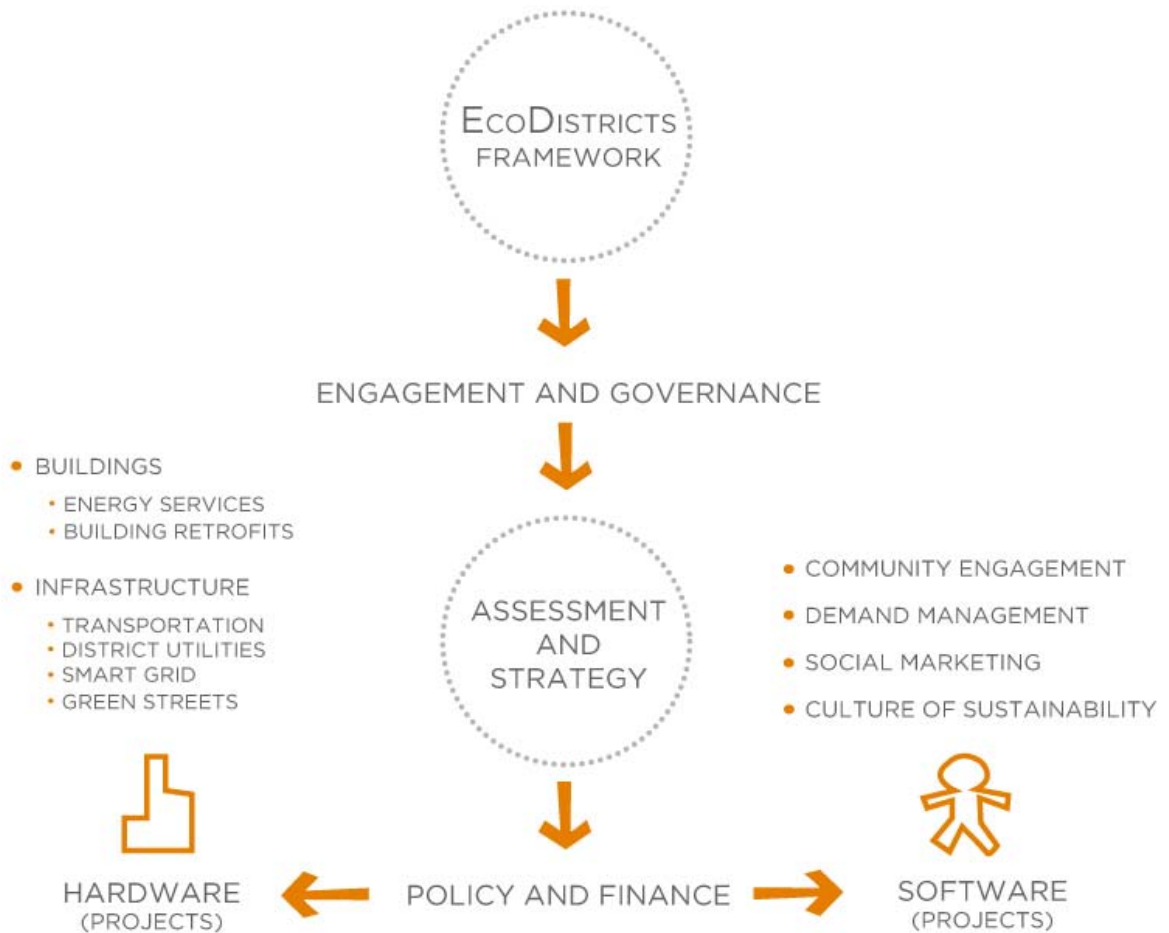 ECODISTRICTS
FRAMEWORK
ENGAGEMENT AND GOVERNANCE
• BUILDINGS
• ENERGY SERVICES
• BUILDING RETROFITS
• INFRASTRUCTURE
• TRANSPORTATION
• DISTRICT UTILITIES
• SMART GRID
• GREEN STREETS
ASSESSMENT
AND
STRATEGY
• COMMUNITY ENGAGEMENT
• DEMAND MANAGEMENT
• SOCIAL MARKETING
• CULTURE OF SUSTAINABILITY
HARDWARE
(PROJECTS)
POLICY AND FINANCE
SOFTWARE
(PROJECTS)